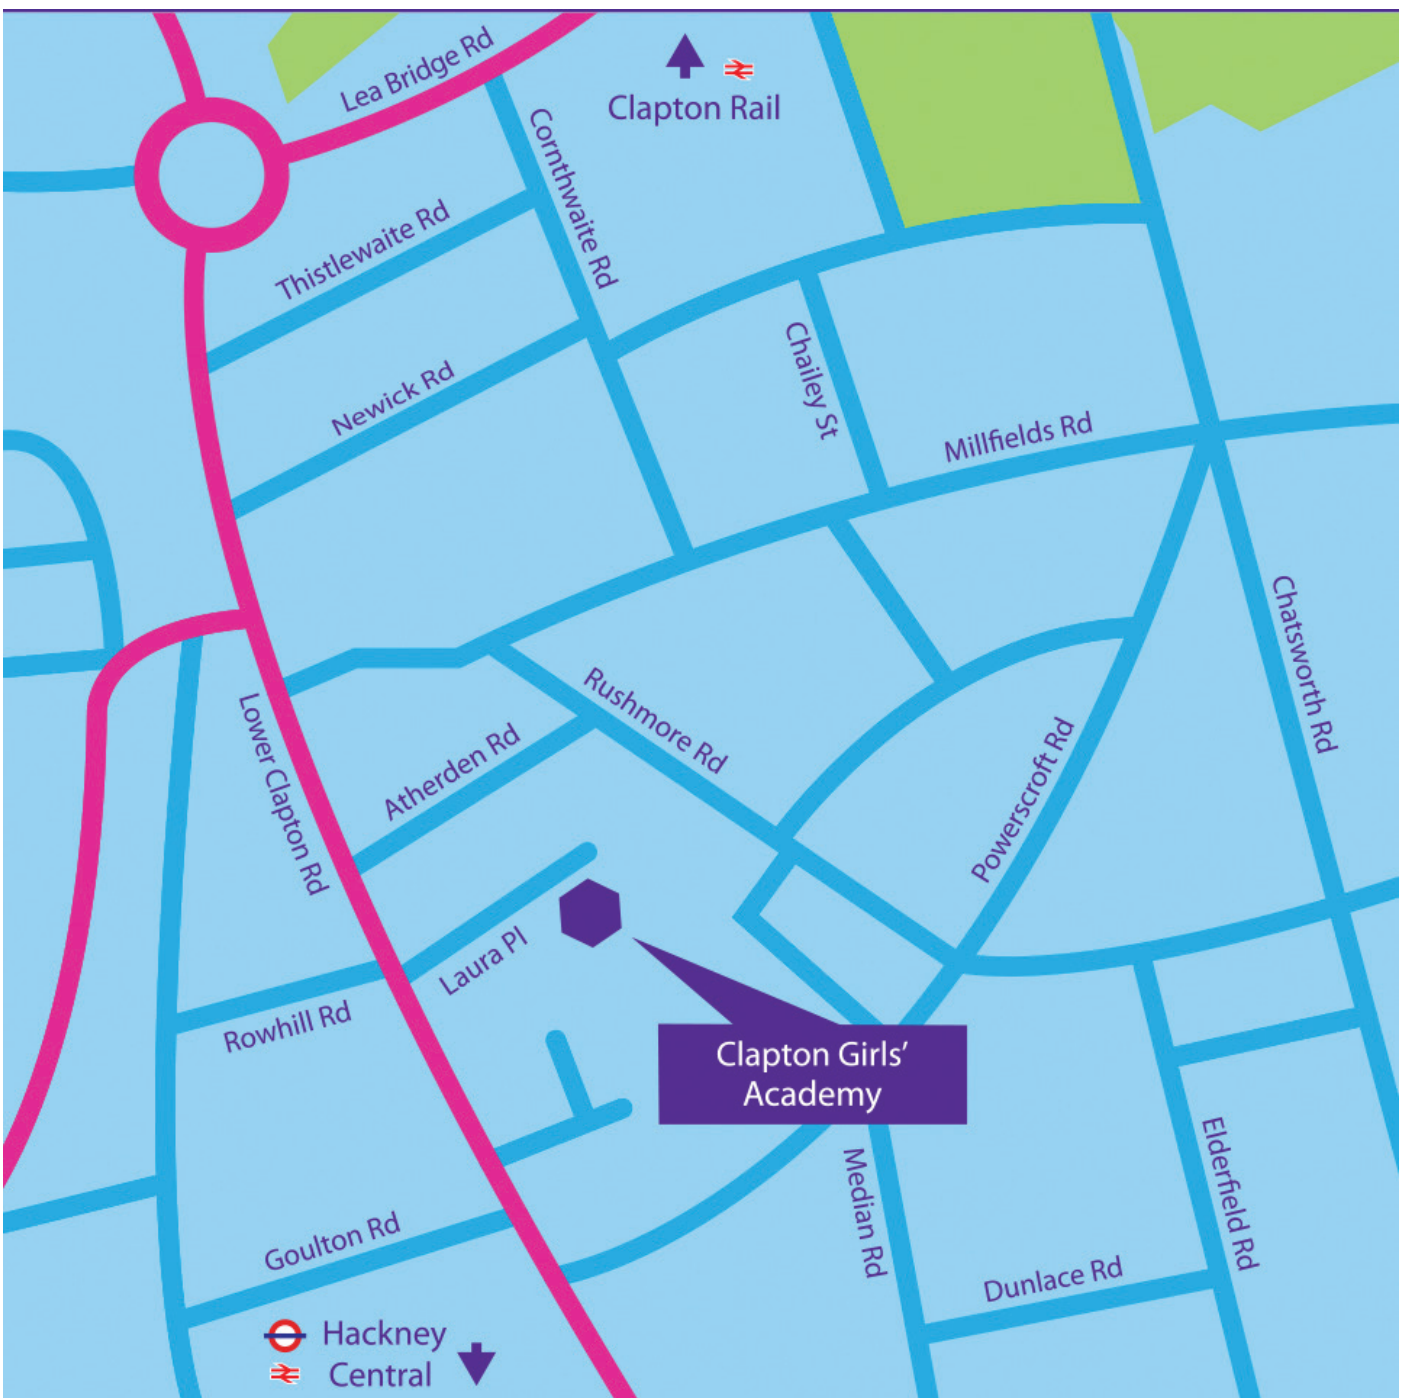 Lea Bridge Rd
Clapton Rail
Cornthwaite Rd
Thistlewaite Rd
Newick Rd
Chailey St
Millfields Rd
Chatsworth Rd
Rushmore Rd
Lower Clapton Rd
Atherden Rd
Powerscroft Rd
Laura Pl
Rowhill Rd
Clapton Girls’
Academy
Median Rd
Elderfield Rd
Goulton Rd
Dunlace Rd
Hackney
Central